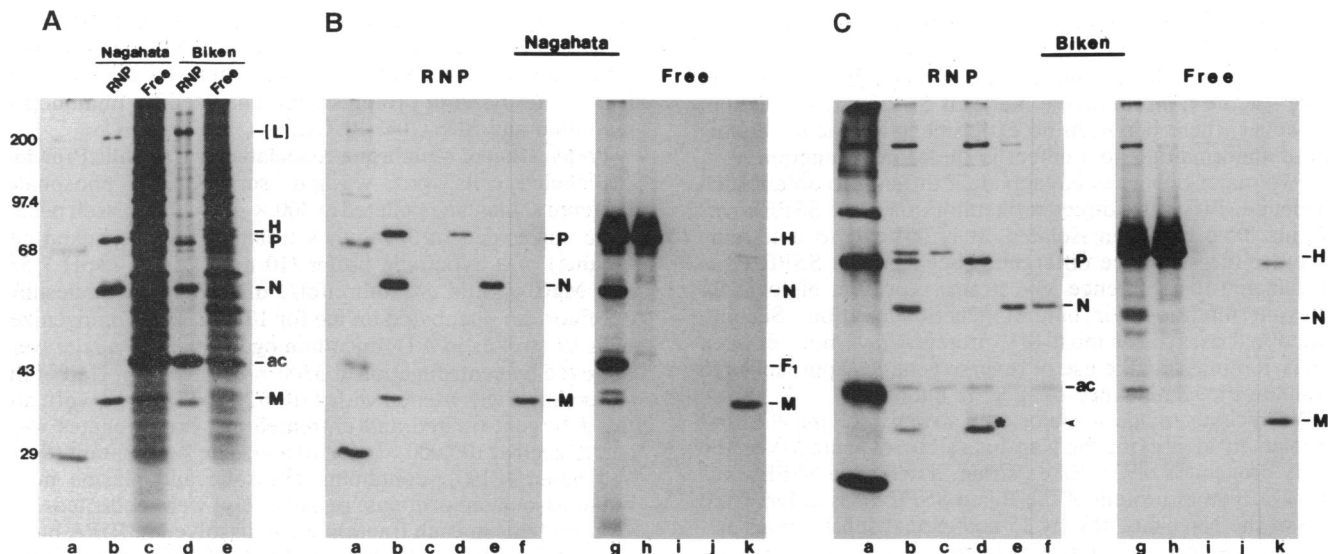 A
B
C
Nagahata
Biken
RNP
Free
RNP
Free
200
97.4
68
43
29
[L]
H
P
N
ac
M
a b c d e
Nagahata
RNP
Free
P
N
M
H
N
F1
M
a b c d e f
g h i j k
Biken
RNP
Free
P
N
ac
*
H
N
M
a b c d e f
g h i j k